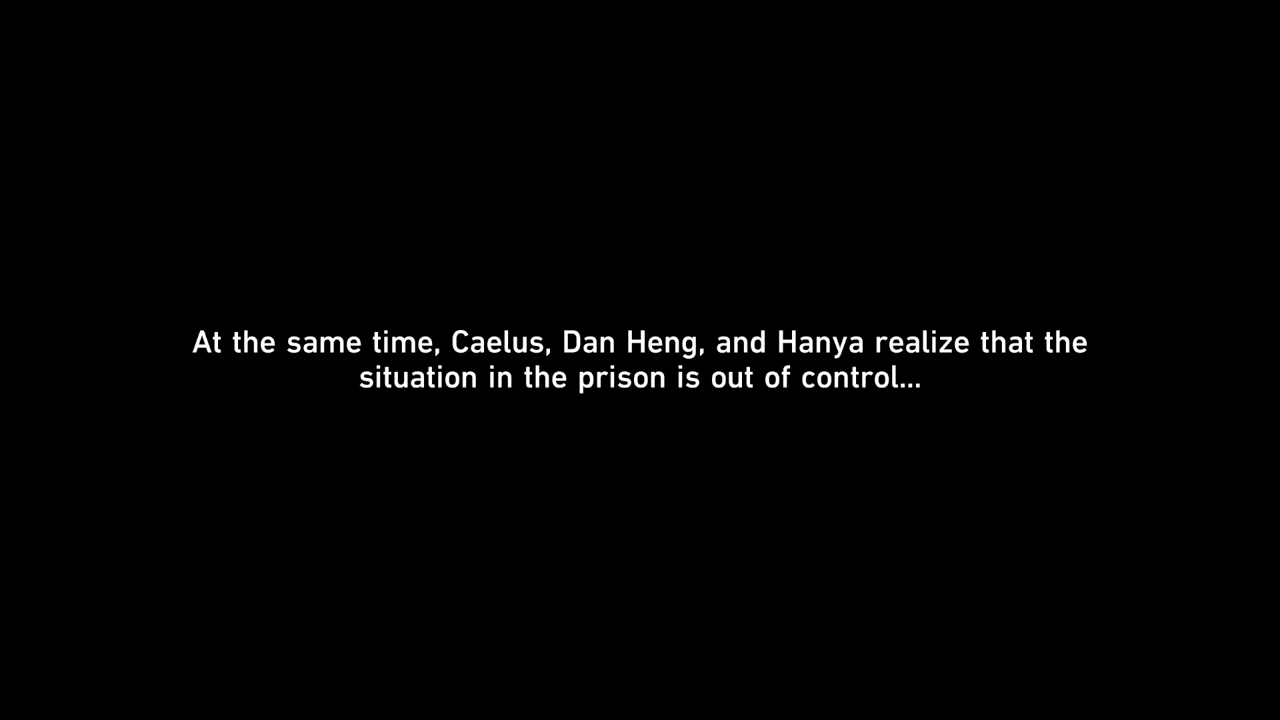 At the same time, Caelus, Dan Heng, and Hanya realize that the
situation in the prison is out of control...